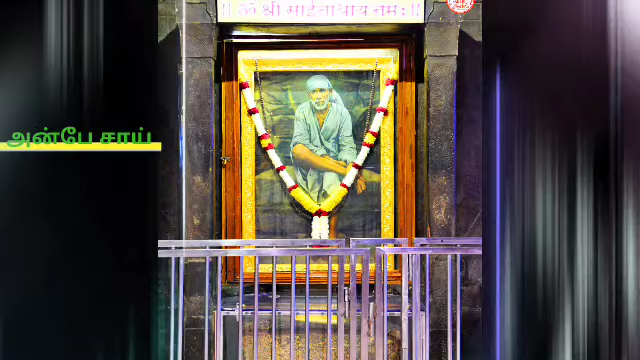 ॥ ॐ श्री साईनाथाय नमः ॥
அன்பே சாய்